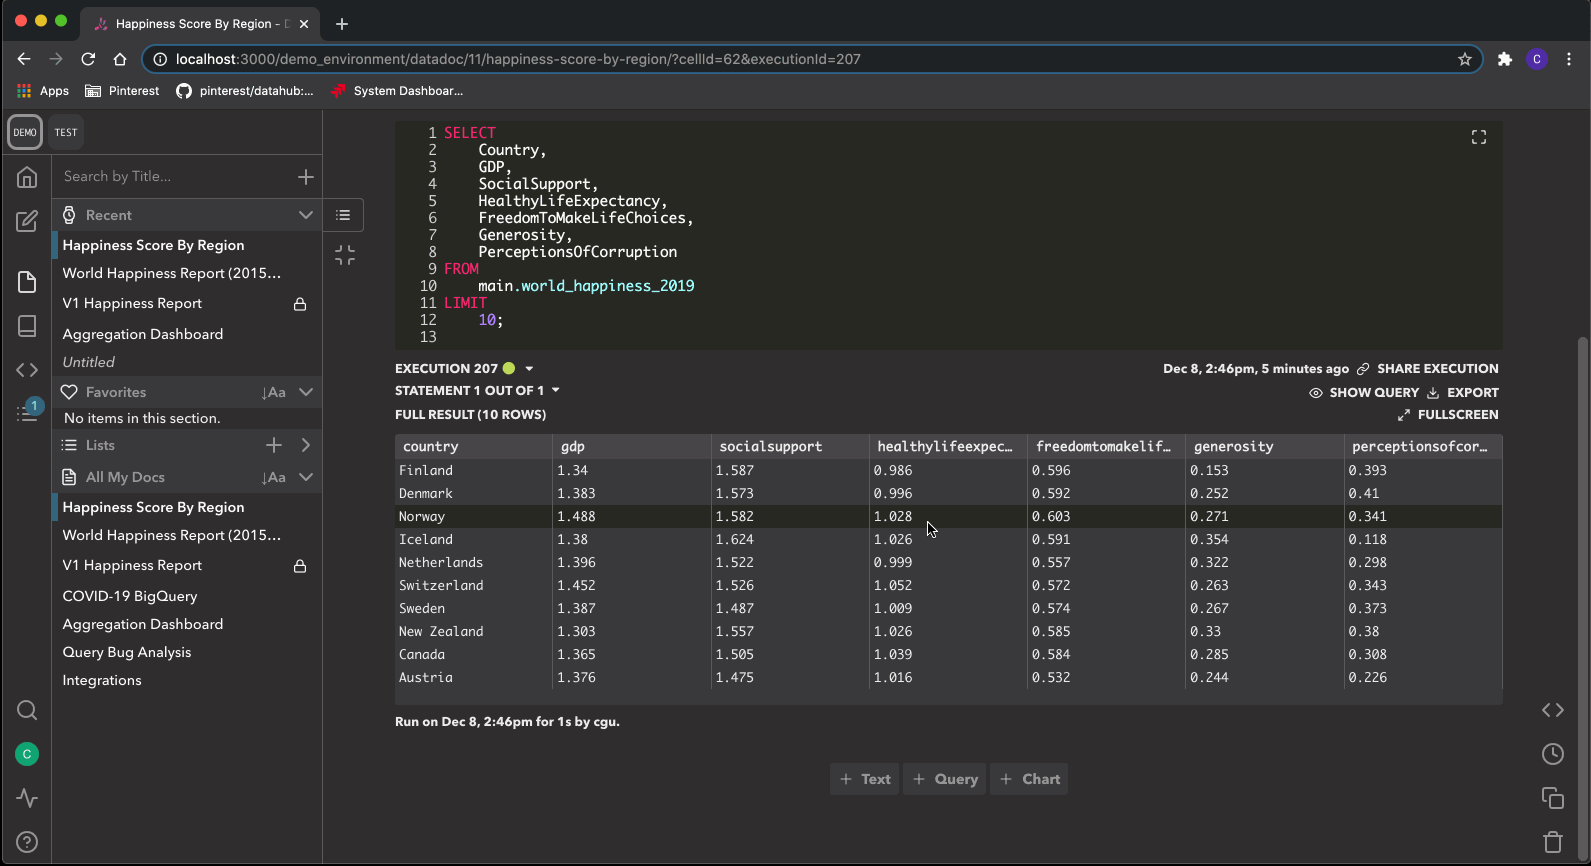 Happiness Score By Region - D
localhost:3000/demo_environment/datadoc/11/happiness-score-by-region/?cellId=62&executionId=207
C
Apps
Pinterest
pinterest/datahub:...
System Dashboar...
DEMO
TEST
Search by Title...
Recent
Happiness Score By Region
World Happiness Report (2015...
V1 Happiness Report
Aggregation Dashboard
Untitled
Favorites
↓Aa
No items in this section.
1
Lists
All My Docs
↓Aa
Happiness Score By Region
World Happiness Report (2015...
V1 Happiness Report
COVID-19 BigQuery
Aggregation Dashboard
Query Bug Analysis
Integrations
C
1 SELECT
2 Country,
3 GDP,
4 SocialSupport,
5 HealthyLifeExpectancy,
6 FreedomToMakeLifeChoices,
7 Generosity,
8 PerceptionsOfCorruption
9 FROM
10 main.world_happiness_2019
11 LIMIT
12 10;
13
EXECUTION 207
Dec 8, 2:46pm, 5 minutes ago SHARE EXECUTION
STATEMENT 1 OUT OF 1
SHOW QUERY EXPORT
FULL RESULT (10 ROWS)
FULLSCREEN
country gdp socialsupport healthylifeexpec... freedomtomakelif... generosity perceptionsofcor...
Finland 1.34 1.587 0.986 0.596 0.153 0.393
Denmark 1.383 1.573 0.996 0.592 0.252 0.41
Norway 1.488 1.582 1.028 0.603 0.271 0.341
Iceland 1.38 1.624 1.026 0.591 0.354 0.118
Netherlands 1.396 1.522 0.999 0.557 0.322 0.298
Switzerland 1.452 1.526 1.052 0.572 0.263 0.343
Sweden 1.387 1.487 1.009 0.574 0.267 0.373
New Zealand 1.303 1.557 1.026 0.585 0.33 0.38
Canada 1.365 1.505 1.039 0.584 0.285 0.308
Austria 1.376 1.475 1.016 0.532 0.244 0.226
Run on Dec 8, 2:46pm for 1s by cgu.
+ Text + Query + Chart